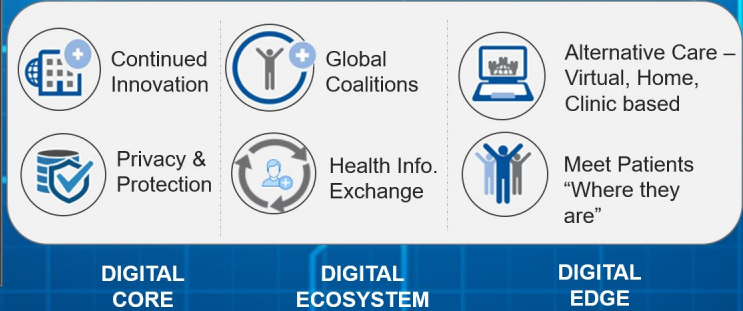 Continued
Innovation
Privacy &
Protection
Global
Coalitions
Health Info.
Exchange
Alternative Care –
Virtual, Home,
Clinic based
Meet Patients
“Where they
are”
DIGITAL
CORE
DIGITAL
ECOSYSTEM
DIGITAL
EDGE